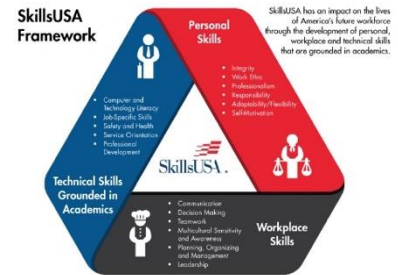 SkillsUSA
Framework
Personal
Skills
SkillsUSA has an impact on the lives
of America's future workforce
through the development of personal,
workplace and technical skills
that are grounded in academics.
• Integrity
• Work Ethic
• Professionalism
• Responsibility
• Adaptability/Flexibility
• Self-Motivation
• Computer and
Technology Literacy
• Job-Specific Skills
• Safety and Health
• Service Orientation
• Professional
Development
SkillsUSA.
Technical Skills
Grounded in
Academics
• Communication
• Decision Making
• Teamwork
• Multicultural Sensitivity
and Awareness
• Planning, Organizing
and Management
• Leadership
Workplace
Skills